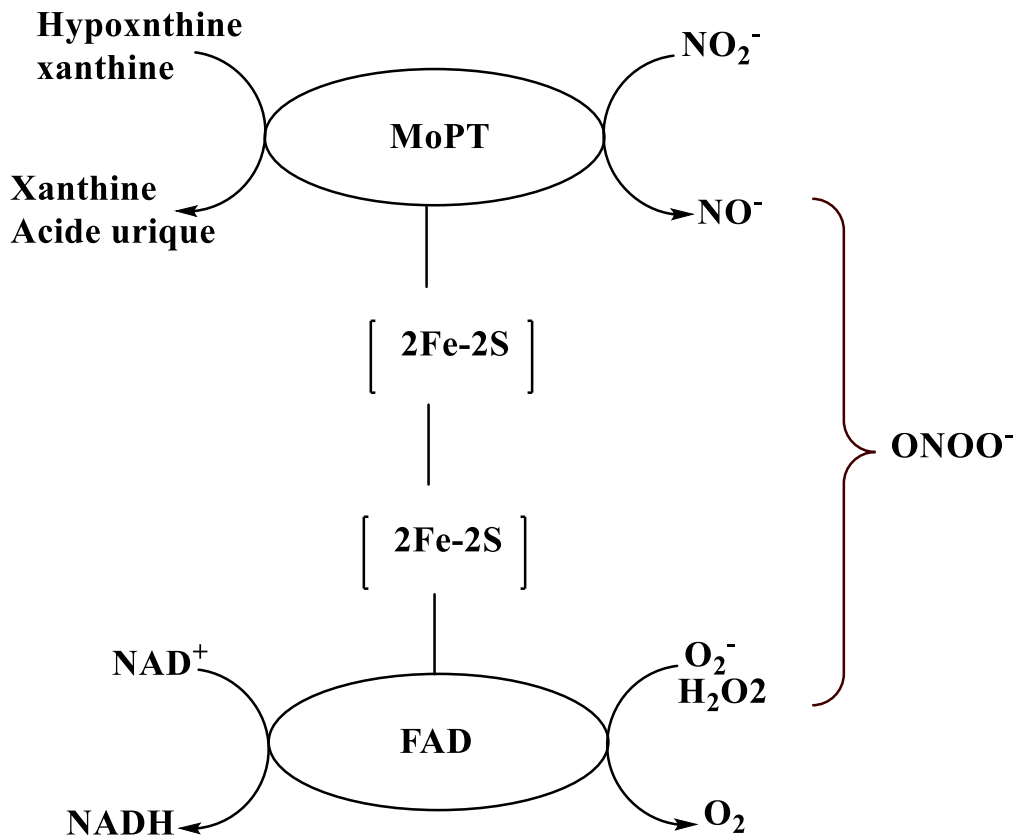 Hypoxnthine
xanthine
NO₂⁻
MoPT
Xanthine
Acide urique
NO⁻
2Fe-2S
ONOO⁻
2Fe-2S
NAD⁺
O₂⁻
H₂O2
FAD
NADH
O₂